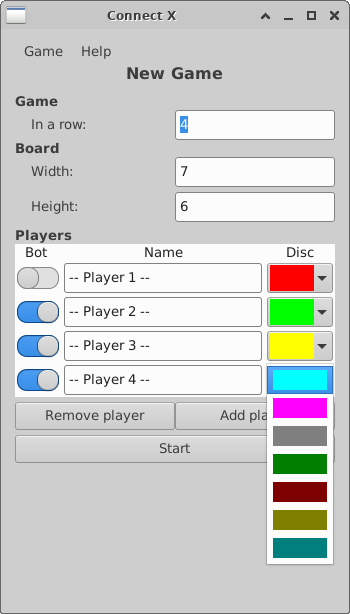 Connect X
Game Help
New Game
Game
In a row: 4
Board
Width: 7
Height: 6
Players
Bot Name Disc
-- Player 1 --
-- Player 2 --
-- Player 3 --
-- Player 4 --
Remove player Add pla
Start